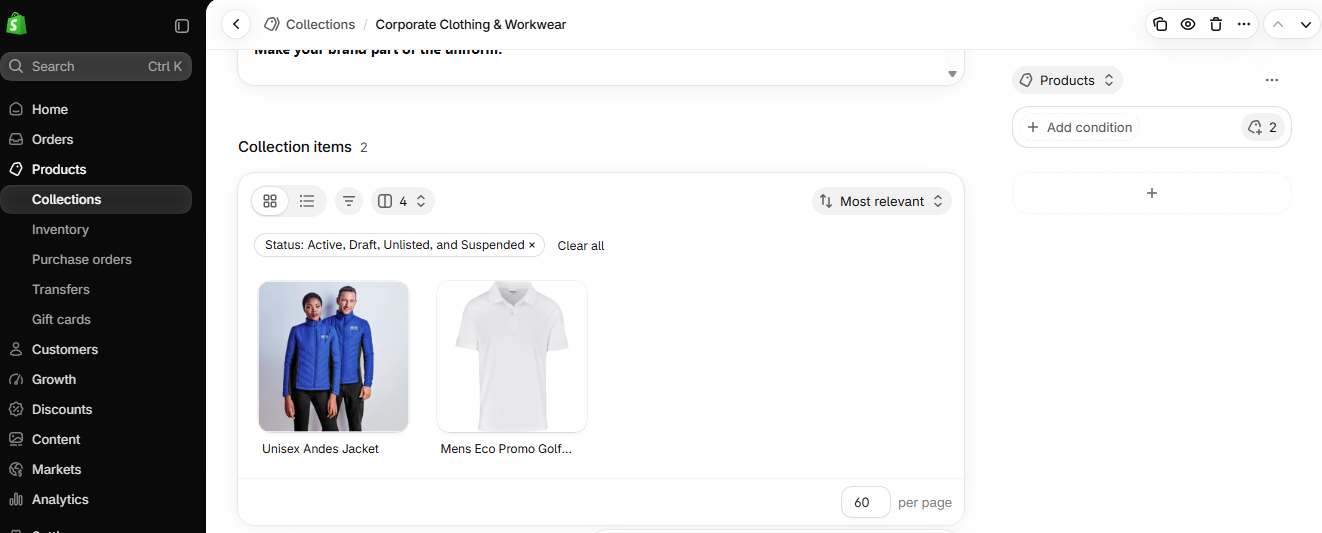 Collections / Corporate Clothing & Workwear
Search Ctrl K
Home
Orders
Products
Collections
Inventory
Purchase orders
Transfers
Gift cards
Customers
Growth
Discounts
Content
Markets
Analytics
Make your brand part of the uniform.
Collection items 2
4
Most relevant
Status: Active, Draft, Unlisted, and Suspended ×
Clear all
Unisex Andes Jacket
Mens Eco Promo Golf...
60 per page
Products
+ Add condition
2
+